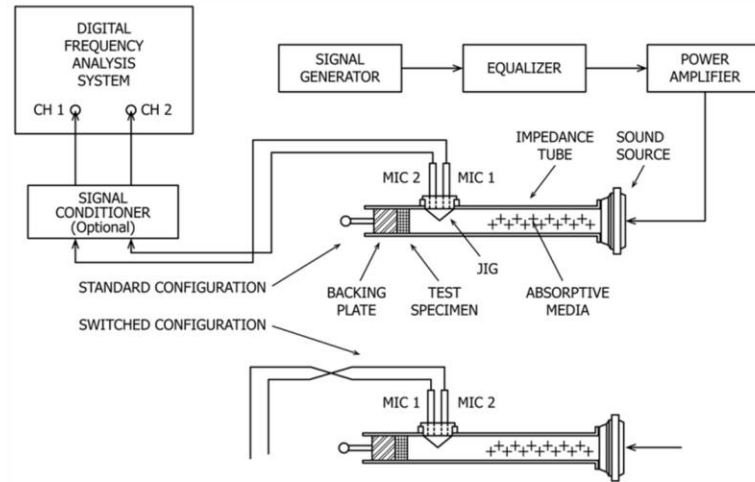 DIGITAL
FREQUENCY
ANALYSIS
SYSTEM
CH 1
CH 2
SIGNAL
GENERATOR
EQUALIZER
POWER
AMPLIFIER
SIGNAL
CONDITIONER
(Optional)
MIC 2
MIC 1
IMPEDANCE
TUBE
SOUND
SOURCE
STANDARD CONFIGURATION
BACKING
PLATE
TEST
SPECIMEN
JIG
ABSORPTIVE
MEDIA
SWITCHED CONFIGURATION
MIC 1
MIC 2